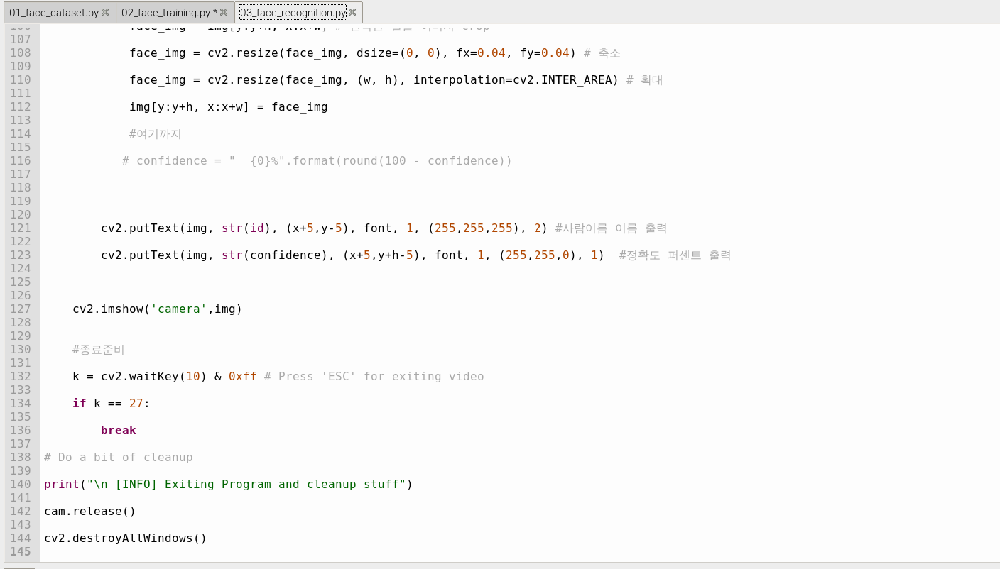 01_face_dataset.py
02_face_training.py *
03_face_recognition.py
107
108 face_img = cv2.resize(face_img, dsize=(0, 0), fx=0.04, fy=0.04) # 축소
109
110 face_img = cv2.resize(face_img, (w, h), interpolation=cv2.INTER_AREA) # 확대
111
112 img[y:y+h, x:x+w] = face_img
113
114 #여기까지
115
116 # confidence = "  {0}%".format(round(100 - confidence))
117
118
119
120
121 cv2.putText(img, str(id), (x+5,y-5), font, 1, (255,255,255), 2) #사람이름 이름 출력
122
123 cv2.putText(img, str(confidence), (x+5,y+h-5), font, 1, (255,255,0), 1)  #정확도 퍼센트 출력
124
125
126
127 cv2.imshow('camera',img)
128
129
130 #종료준비
131
132 k = cv2.waitKey(10) & 0xff # Press 'ESC' for exiting video
133
134 if k == 27:
135
136 break
137
138 # Do a bit of cleanup
139
140 print("\n [INFO] Exiting Program and cleanup stuff")
141
142 cam.release()
143
144 cv2.destroyAllWindows()
145